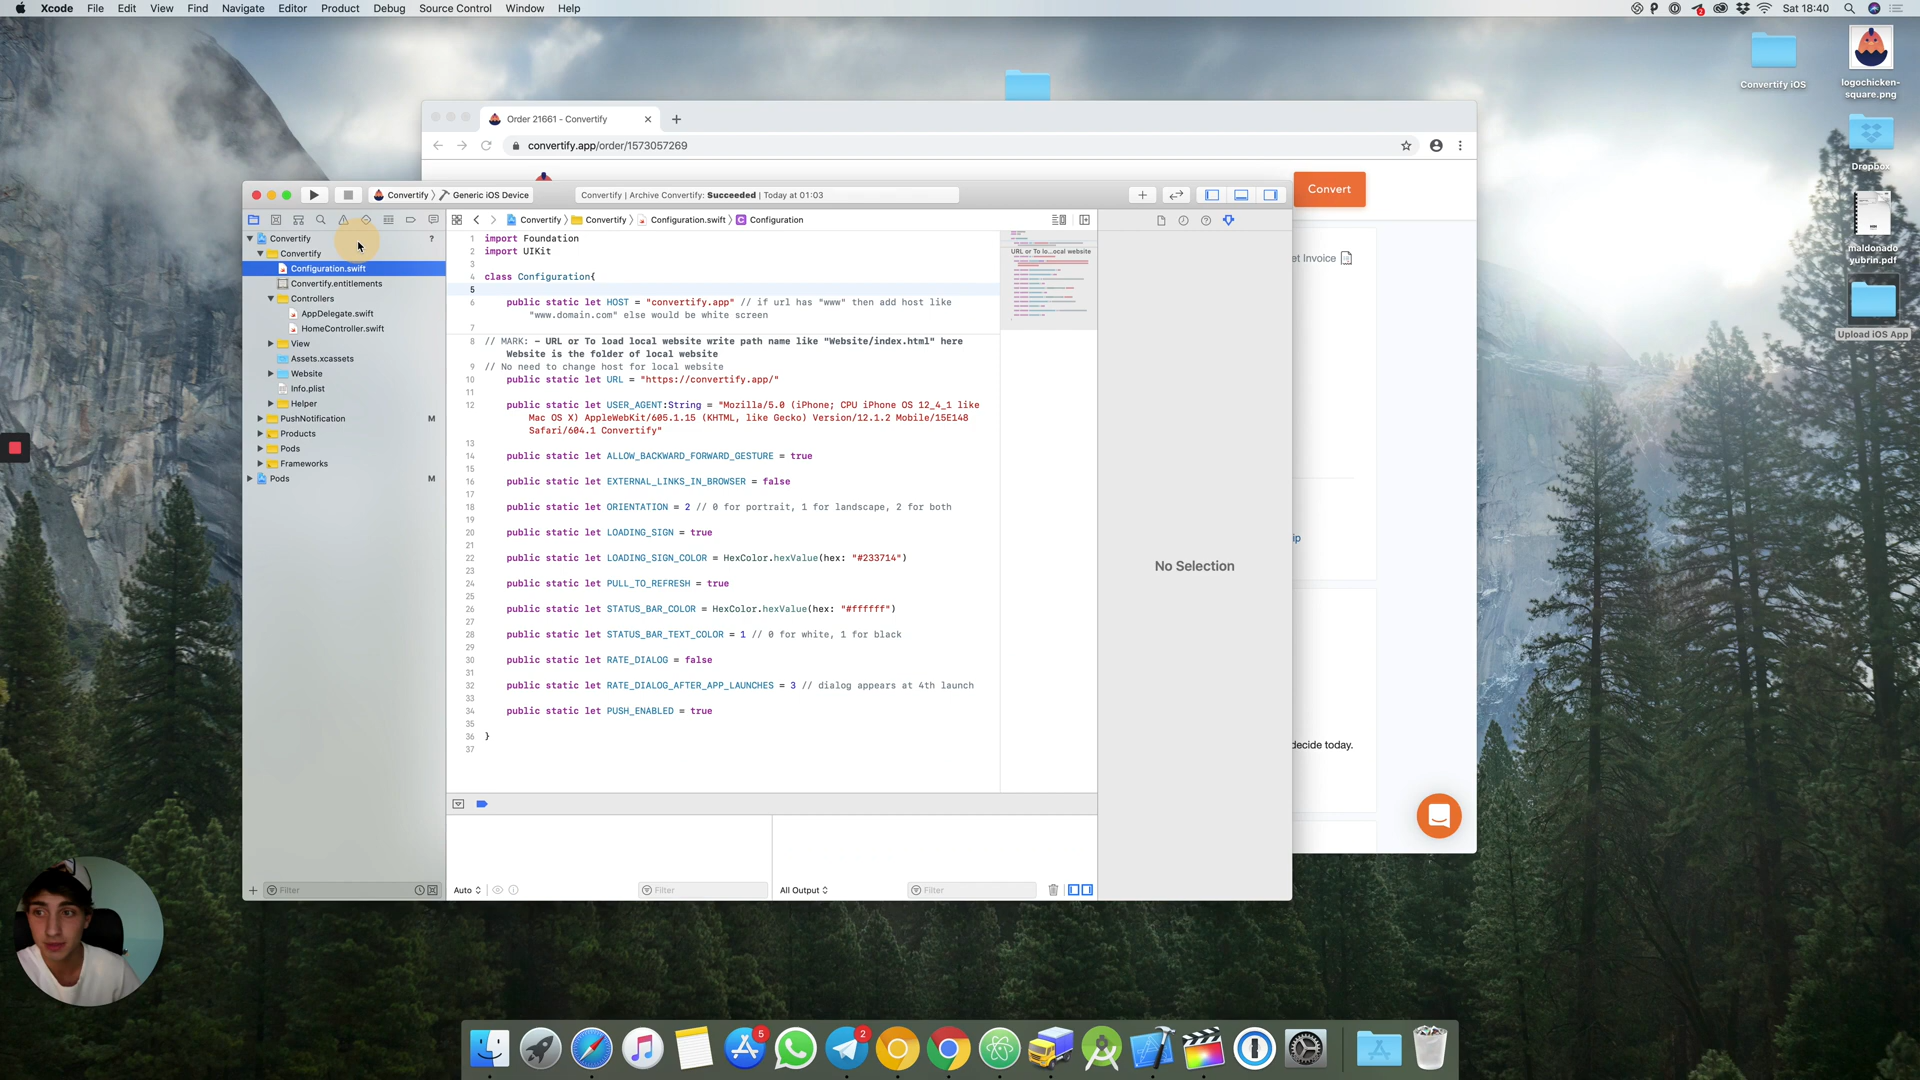 Xcode File Edit View Find Navigate Editor Product Debug Source Control Window Help
2
Sat 18:40
Convertify iOS
logochicken-
square.png
Dropbox
maldonado
yubrin.pdf
Upload iOS App
Order 21661 - Convertify
convertify.app/order/1573057269
Convert
et Invoice
ip
decide today.
Convertify Generic iOS Device
Convertify | Archive Convertify: Succeeded | Today at 01:03
Convertify Convertify Configuration.swift C Configuration
Convertify ?
Convertify
Configuration.swift
Convertify.entitlements
Controllers
AppDelegate.swift
HomeController.swift
View
Assets.xcassets
Website
Info.plist
Helper
PushNotification M
Products
Pods
Frameworks
Pods M
1 import Foundation
2 import UIKit
3
4 class Configuration{
5
6 public static let HOST = "convertify.app" // if url has "www" then add host like
"www.domain.com" else would be white screen
7
8 // MARK: - URL or To load local website write path name like "Website/index.html" here
Website is the folder of local website
9 // No need to change host for local website
10 public static let URL = "https://convertify.app/"
11
12 public static let USER_AGENT:String = "Mozilla/5.0 (iPhone; CPU iPhone OS 12_4_1 like
Mac OS X) AppleWebKit/605.1.15 (KHTML, like Gecko) Version/12.1.2 Mobile/15E148
Safari/604.1 Convertify"
13
14 public static let ALLOW_BACKWARD_FORWARD_GESTURE = true
15
16 public static let EXTERNAL_LINKS_IN_BROWSER = false
17
18 public static let ORIENTATION = 2 // 0 for portrait, 1 for landscape, 2 for both
19
20 public static let LOADING_SIGN = true
21
22 public static let LOADING_SIGN_COLOR = HexColor.hexValue(hex: "#233714")
23
24 public static let PULL_TO_REFRESH = true
25
26 public static let STATUS_BAR_COLOR = HexColor.hexValue(hex: "#ffffff")
27
28 public static let STATUS_BAR_TEXT_COLOR = 1 // 0 for white, 1 for black
29
30 public static let RATE_DIALOG = false
31
32 public static let RATE_DIALOG_AFTER_APP_LAUNCHES = 3 // dialog appears at 4th launch
33
34 public static let PUSH_ENABLED = true
35
36 }
37
URL or To lo...ocal website
No Selection
Filter
Auto
Filter
All Output
Filter
5
2